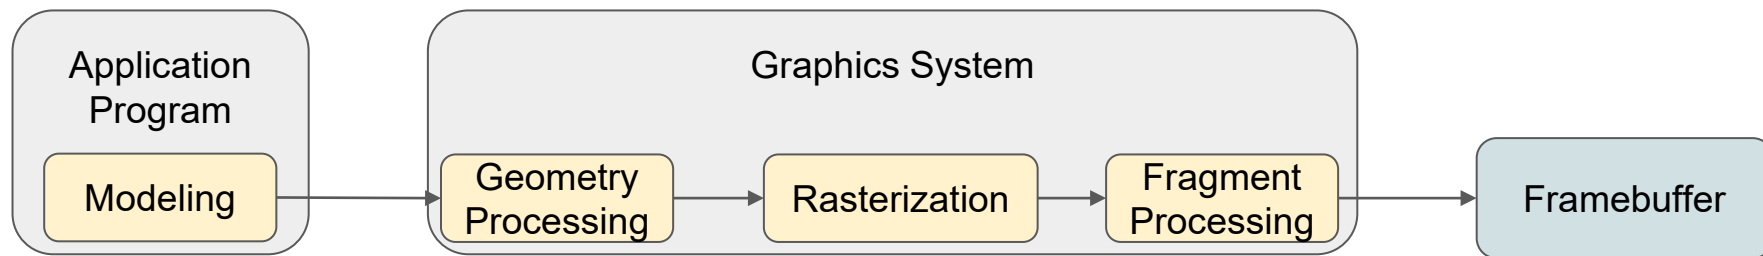 Application
Program
Modeling
Graphics System
Geometry
Processing
Rasterization
Fragment
Processing
Framebuffer